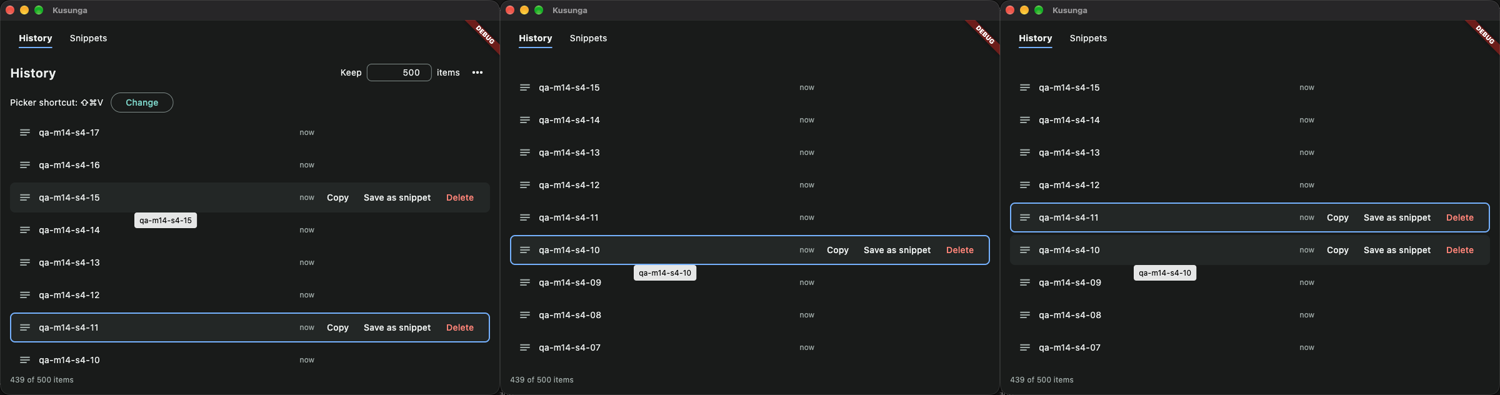 Kusunga
DEBUG
History Snippets
History
Keep 500 items •••
Picker shortcut: ⇧⌘V Change
qa-m14-s4-17 now
qa-m14-s4-16 now
qa-m14-s4-15 now Copy Save as snippet Delete
qa-m14-s4-15
qa-m14-s4-14 now
qa-m14-s4-13 now
qa-m14-s4-12 now
qa-m14-s4-11 now Copy Save as snippet Delete
qa-m14-s4-10 now
439 of 500 items
Kusunga
DEBUG
History Snippets
qa-m14-s4-15 now
qa-m14-s4-14 now
qa-m14-s4-13 now
qa-m14-s4-12 now
qa-m14-s4-11 now
qa-m14-s4-10 now Copy Save as snippet Delete
qa-m14-s4-10
qa-m14-s4-09 now
qa-m14-s4-08 now
qa-m14-s4-07 now
439 of 500 items
Kusunga
DEBUG
History Snippets
qa-m14-s4-15 now
qa-m14-s4-14 now
qa-m14-s4-13 now
qa-m14-s4-12 now
qa-m14-s4-11 now Copy Save as snippet Delete
qa-m14-s4-10 now Copy Save as snippet Delete
qa-m14-s4-10
qa-m14-s4-09 now
qa-m14-s4-08 now
qa-m14-s4-07 now
439 of 500 items